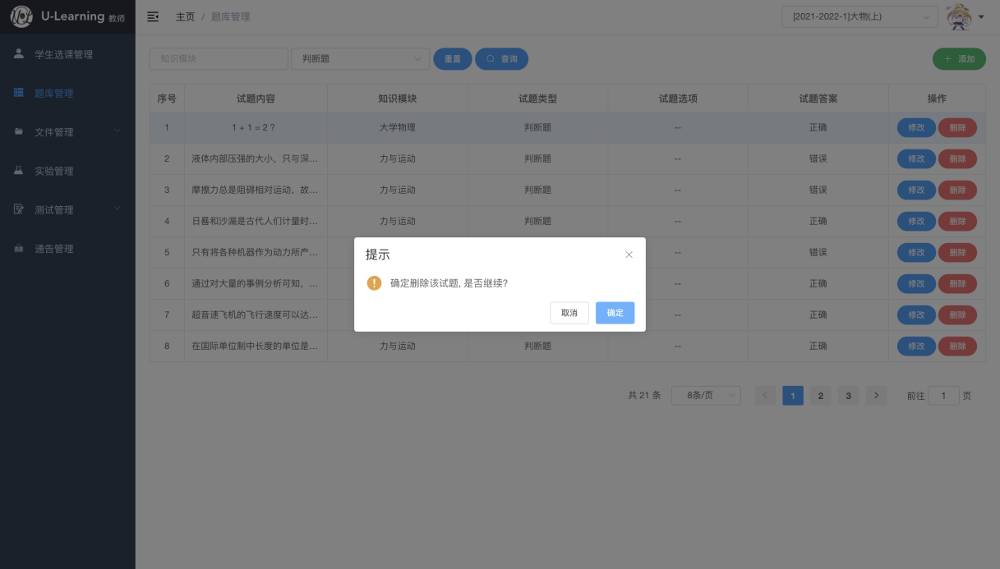 U-Learning 教师
主页 / 题库管理
[2021-2022-1]大物(上)
学生选课管理
题库管理
文件管理
实验管理
测试管理
通告管理
知识模块
判断题
重置
查询
添加
序号 试题内容 知识模块 试题类型 试题选项 试题答案 操作
1 1 + 1 = 2 ? 大学物理 判断题 -- 正确 修改 删除
2 液体内部压强的大小，只与深... 力与运动 判断题 -- 错误 修改 删除
3 摩擦力总是阻碍相对运动，故... 力与运动 判断题 -- 错误 修改 删除
4 日晷和沙漏是古代人们计量时... 力与运动 判断题 -- 正确 修改 删除
5 只有将各种机器作为动力所产... -- 错误 修改 删除
6 通过对大量的事例分析可知，... -- 正确 修改 删除
7 超音速飞机的飞行速度可以达... -- 正确 修改 删除
8 在国际单位制中长度的单位是... 力与运动 判断题 -- 正确 修改 删除
提示
确定删除该试题, 是否继续?
取消
确定
共 21 条 8条/页 1 2 3 前往 1 页